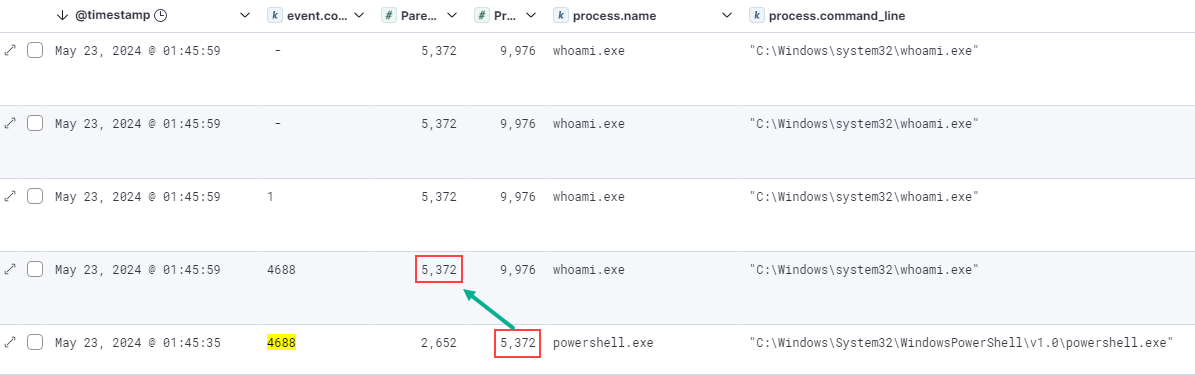 @timestamp event.co... Pare... Pr... process.name process.command_line
May 23, 2024 @ 01:45:59 - 5,372 9,976 whoami.exe "C:\Windows\system32\whoami.exe"
May 23, 2024 @ 01:45:59 - 5,372 9,976 whoami.exe "C:\Windows\system32\whoami.exe"
May 23, 2024 @ 01:45:59 1 5,372 9,976 whoami.exe "C:\Windows\system32\whoami.exe"
May 23, 2024 @ 01:45:59 4688 5,372 9,976 whoami.exe "C:\Windows\system32\whoami.exe"
May 23, 2024 @ 01:45:35 4688 2,652 5,372 powershell.exe "C:\Windows\System32\WindowsPowerShell\v1.0\powershell.exe"